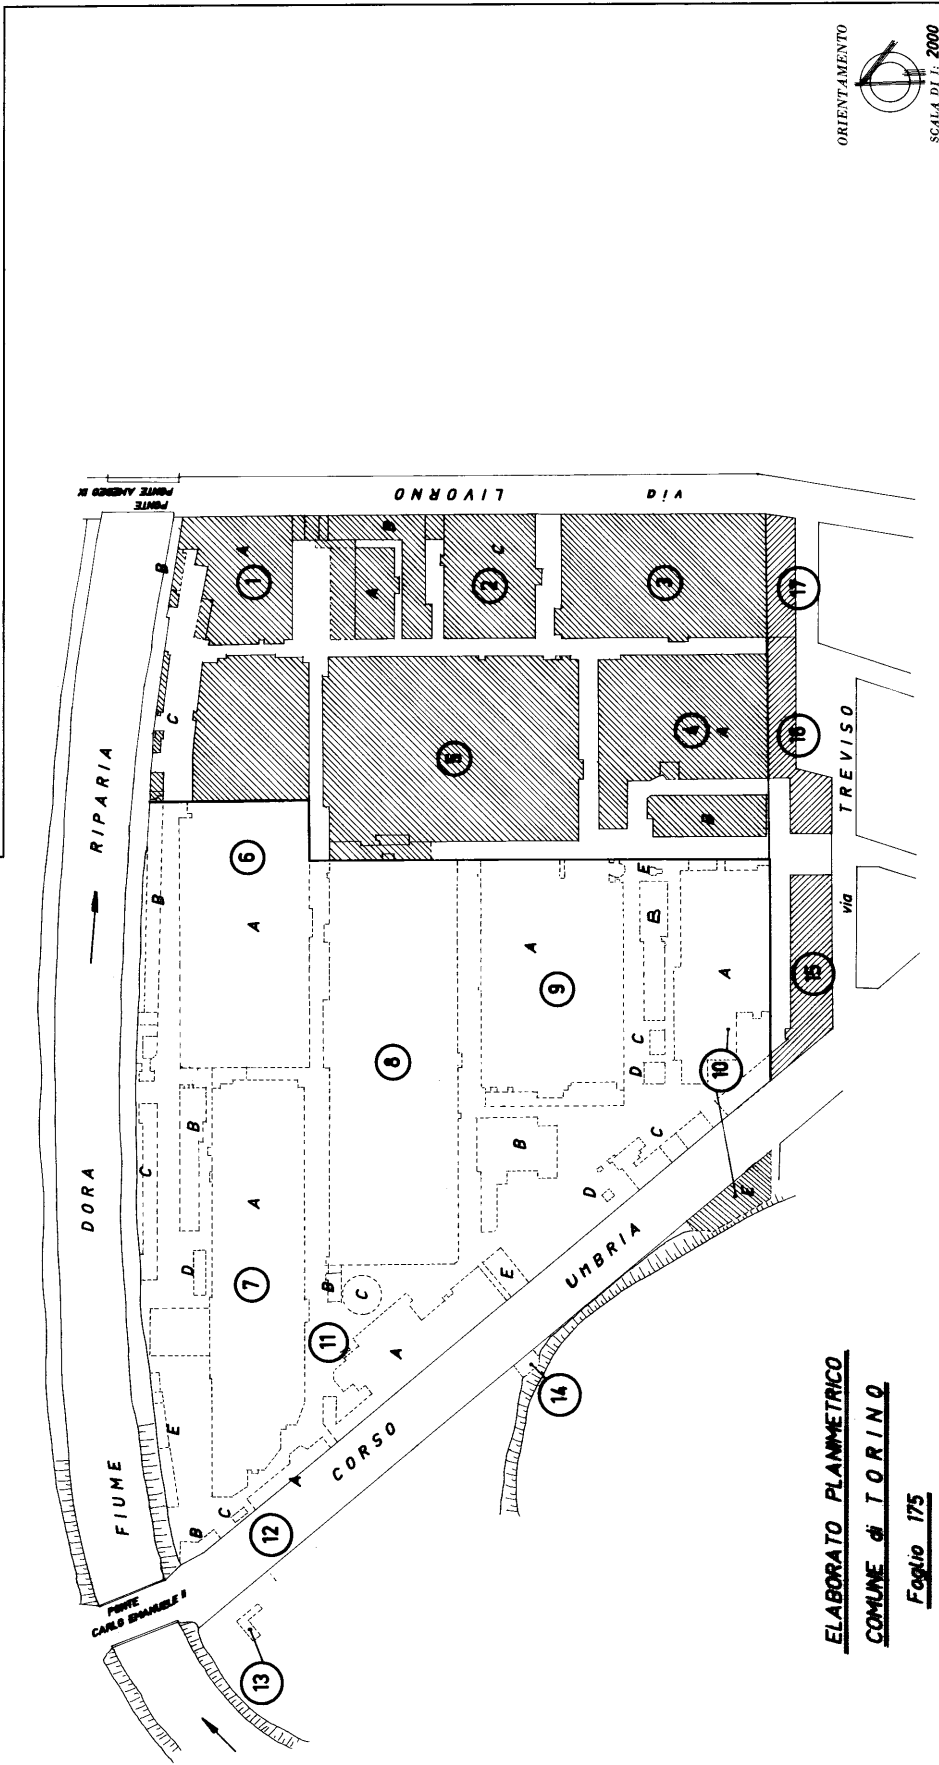 ORIENTAMENTO
SCALA DI 1: 2000
PONTE AMEDEO IX
PONTE
via LIVORNO
FIUME DORA RIPARIA
B
A
1
C
B
A
2
C
3
5
4
A
B
17
16
15
via TREVISO
6
A
B
8
9
A
B
E
C
D
A
10
E
7
A
B
C
D
E
B
C
11
A
E
B
D
C
12
A
B
C
CORSO UMBRIA
14
13
PONTE
CARLO EMANUELE II
ELABORATO PLANIMETRICO
COMUNE di TORINO
Foglio 175